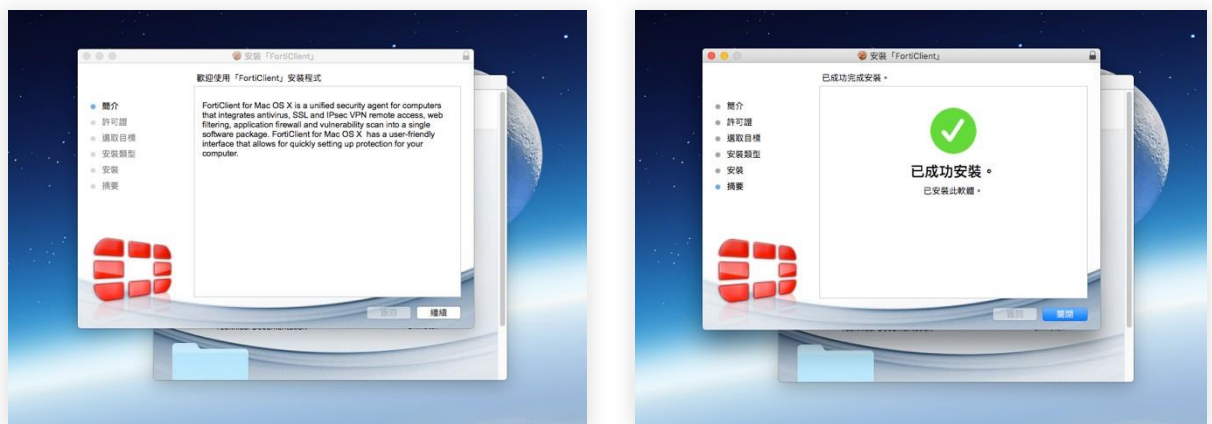 安裝「FortiClient」
歡迎使用「FortiClient」安裝程式
簡介
許可證
選取目標
安裝類型
安裝
摘要
FortiClient for Mac OS X is a unified security agent for computers
that integrates antivirus, SSL and IPsec VPN remote access, web
filtering, application firewall and vulnerability scan into a single
software package. FortiClient for Mac OS X has a user-friendly
interface that allows for quickly setting up protection for your
computer.
返回
繼續
安裝「FortiClient」
已成功完成安裝。
簡介
許可證
選取目標
安裝類型
安裝
摘要
已成功安裝。
已安裝此軟體。
返回
關閉